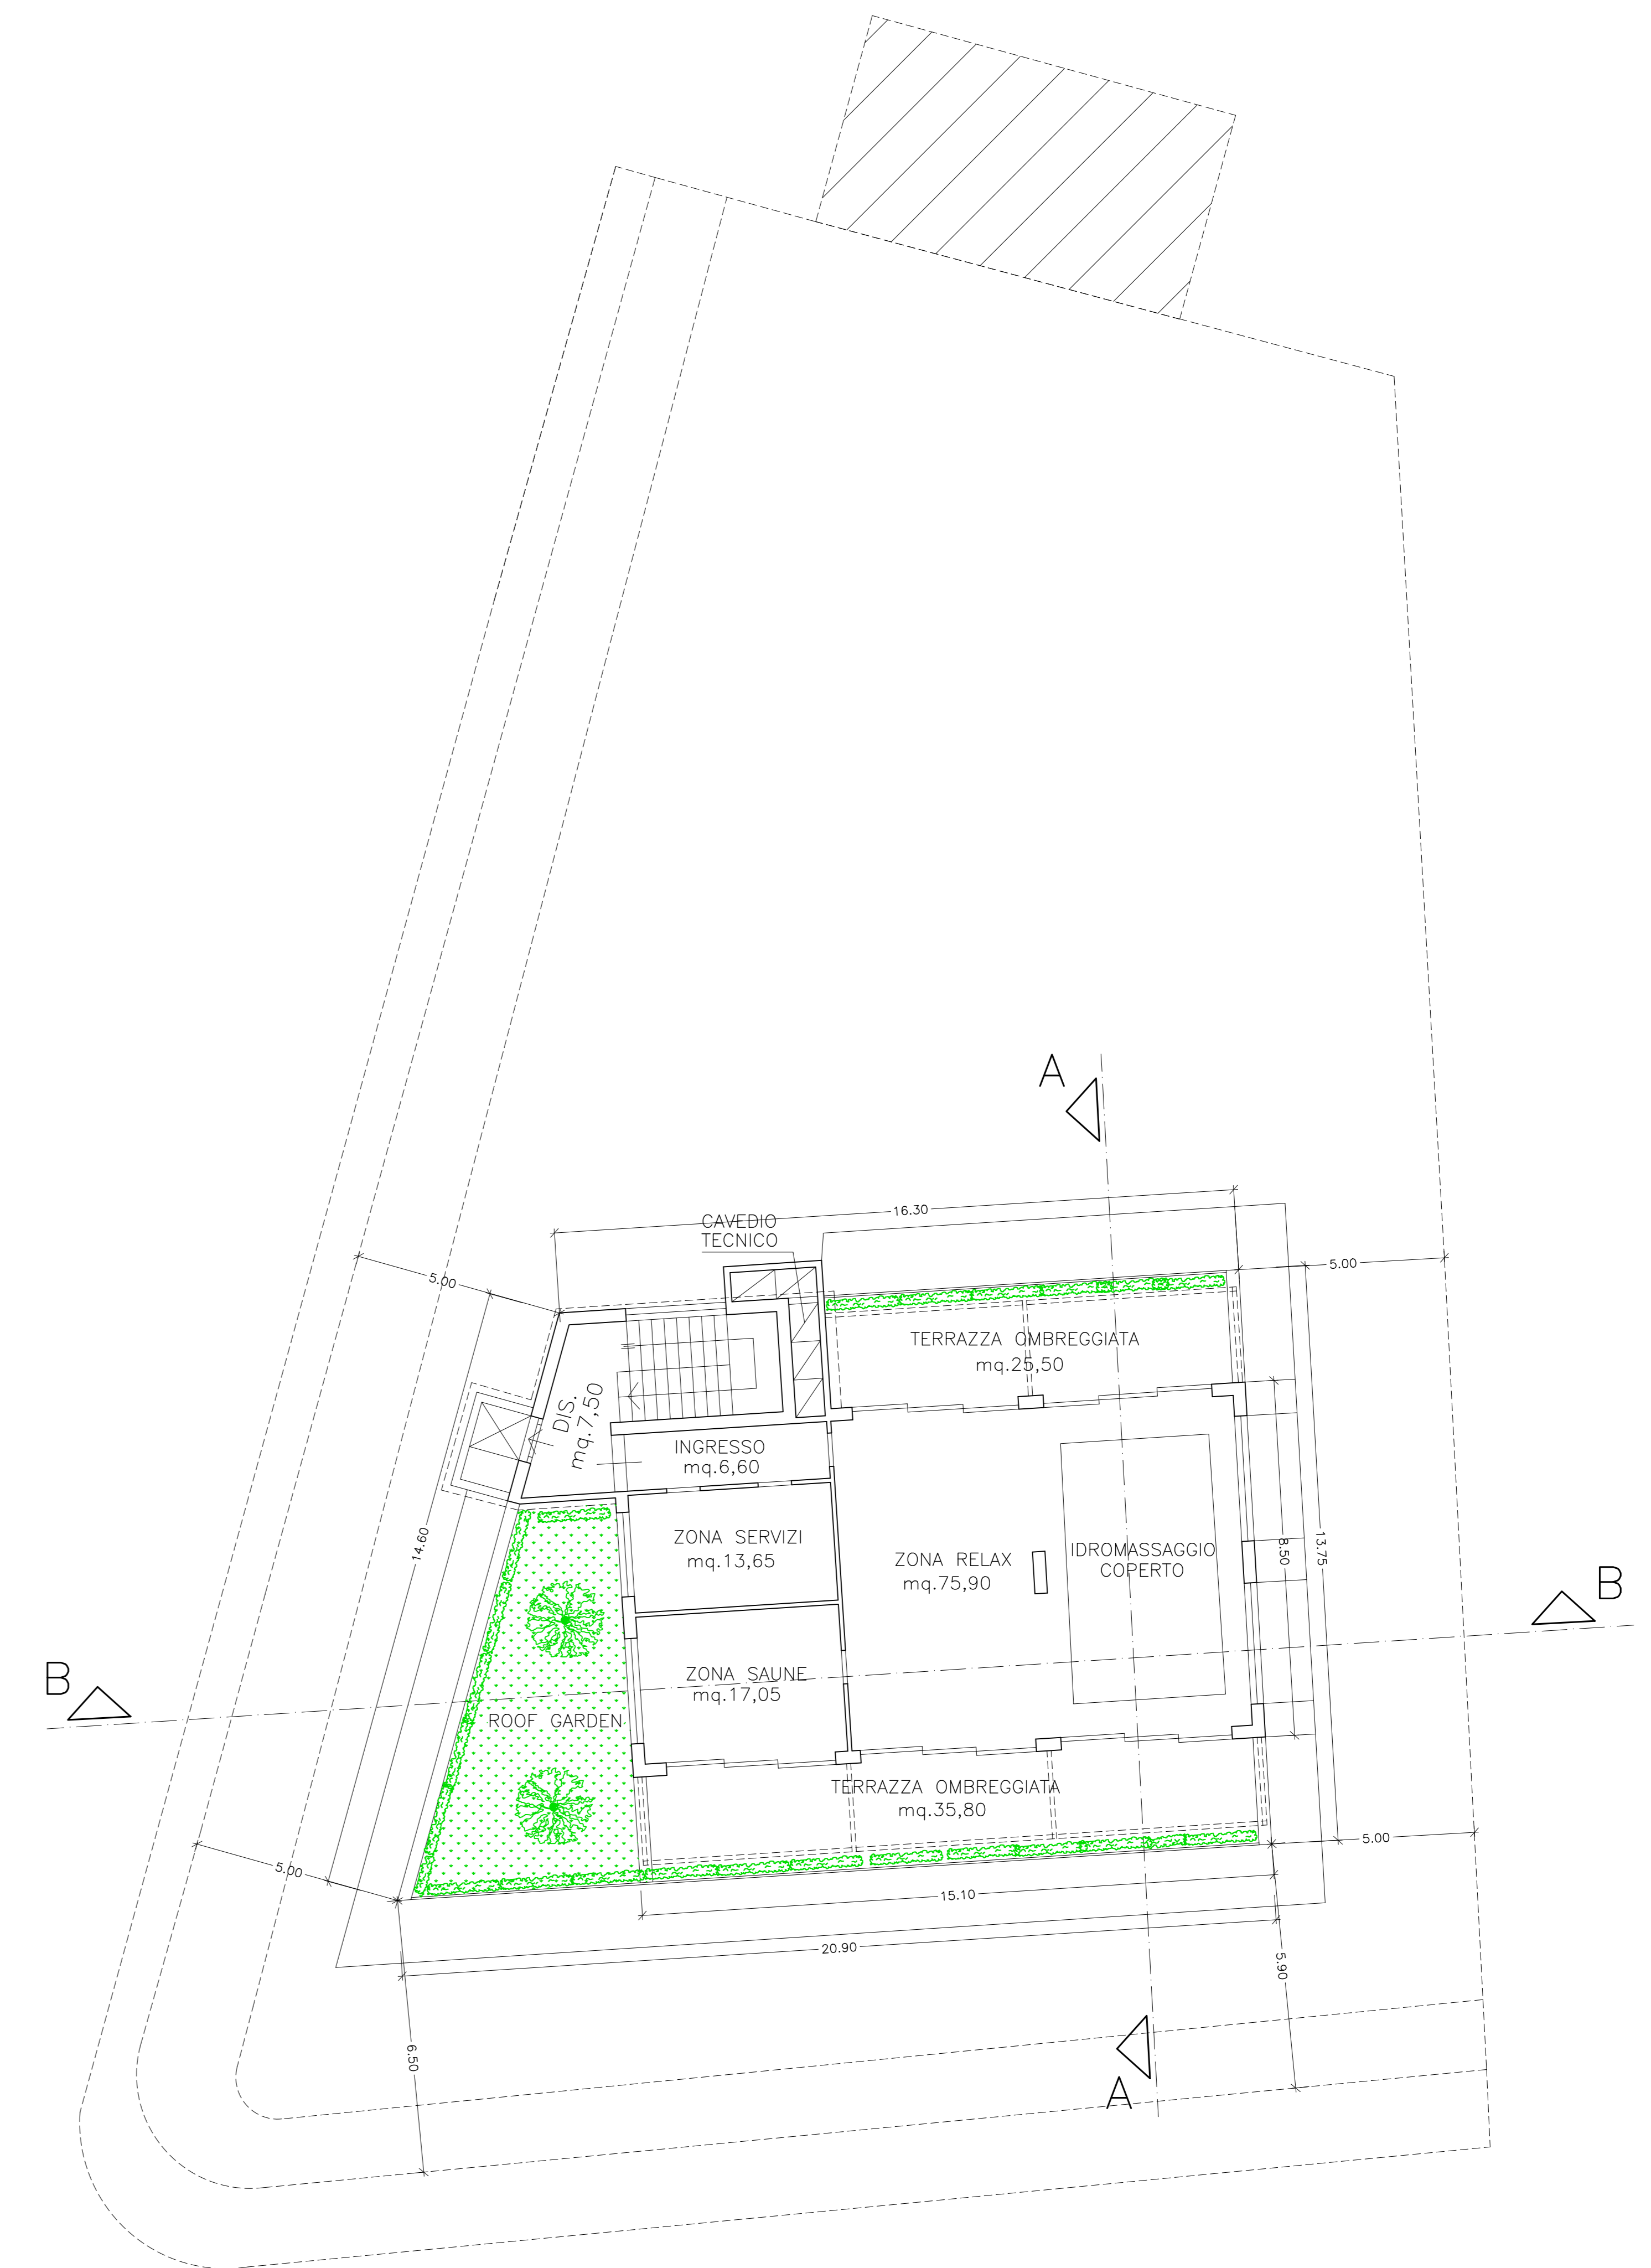 A
16.30
CAVEDIO
TECNICO
5.00
5.00
TERRAZZA OMBREGGIATA
mq.25,50
DIS.
mq.7,50
INGRESSO
mq.6,60
14.60
ZONA SERVIZI
mq.13,65
ZONA RELAX
mq.75,90
IDROMASSAGGIO
COPERTO
8.50
13.75
B
B
ZONA SAUNE
mq.17,05
ROOF GARDEN
TERRAZZA OMBREGGIATA
mq.35,80
5.00
5.00
15.10
20.90
5.90
6.50
A